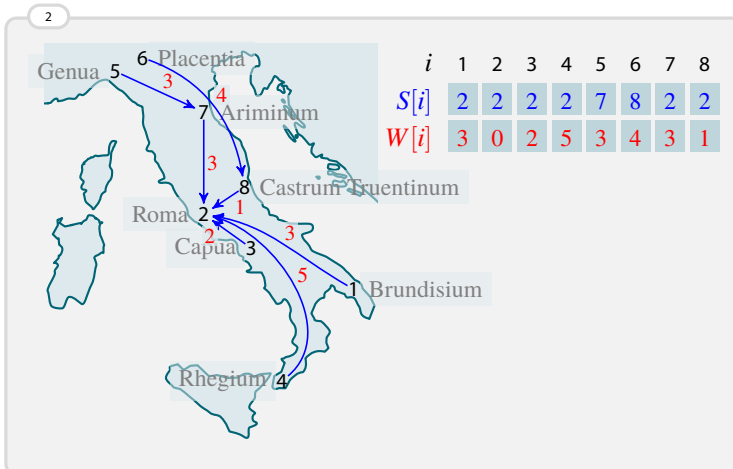 2
6 Placentia
Genua 5
3
4
7 Ariminum
3
8 Castrum Truentinum
Roma 2
1
2
3
Capua 3
5
1 Brundisium
Rhegium 4
i 1 2 3 4 5 6 7 8
S[i] 2 2 2 2 7 8 2 2
W[i] 3 0 2 5 3 4 3 1